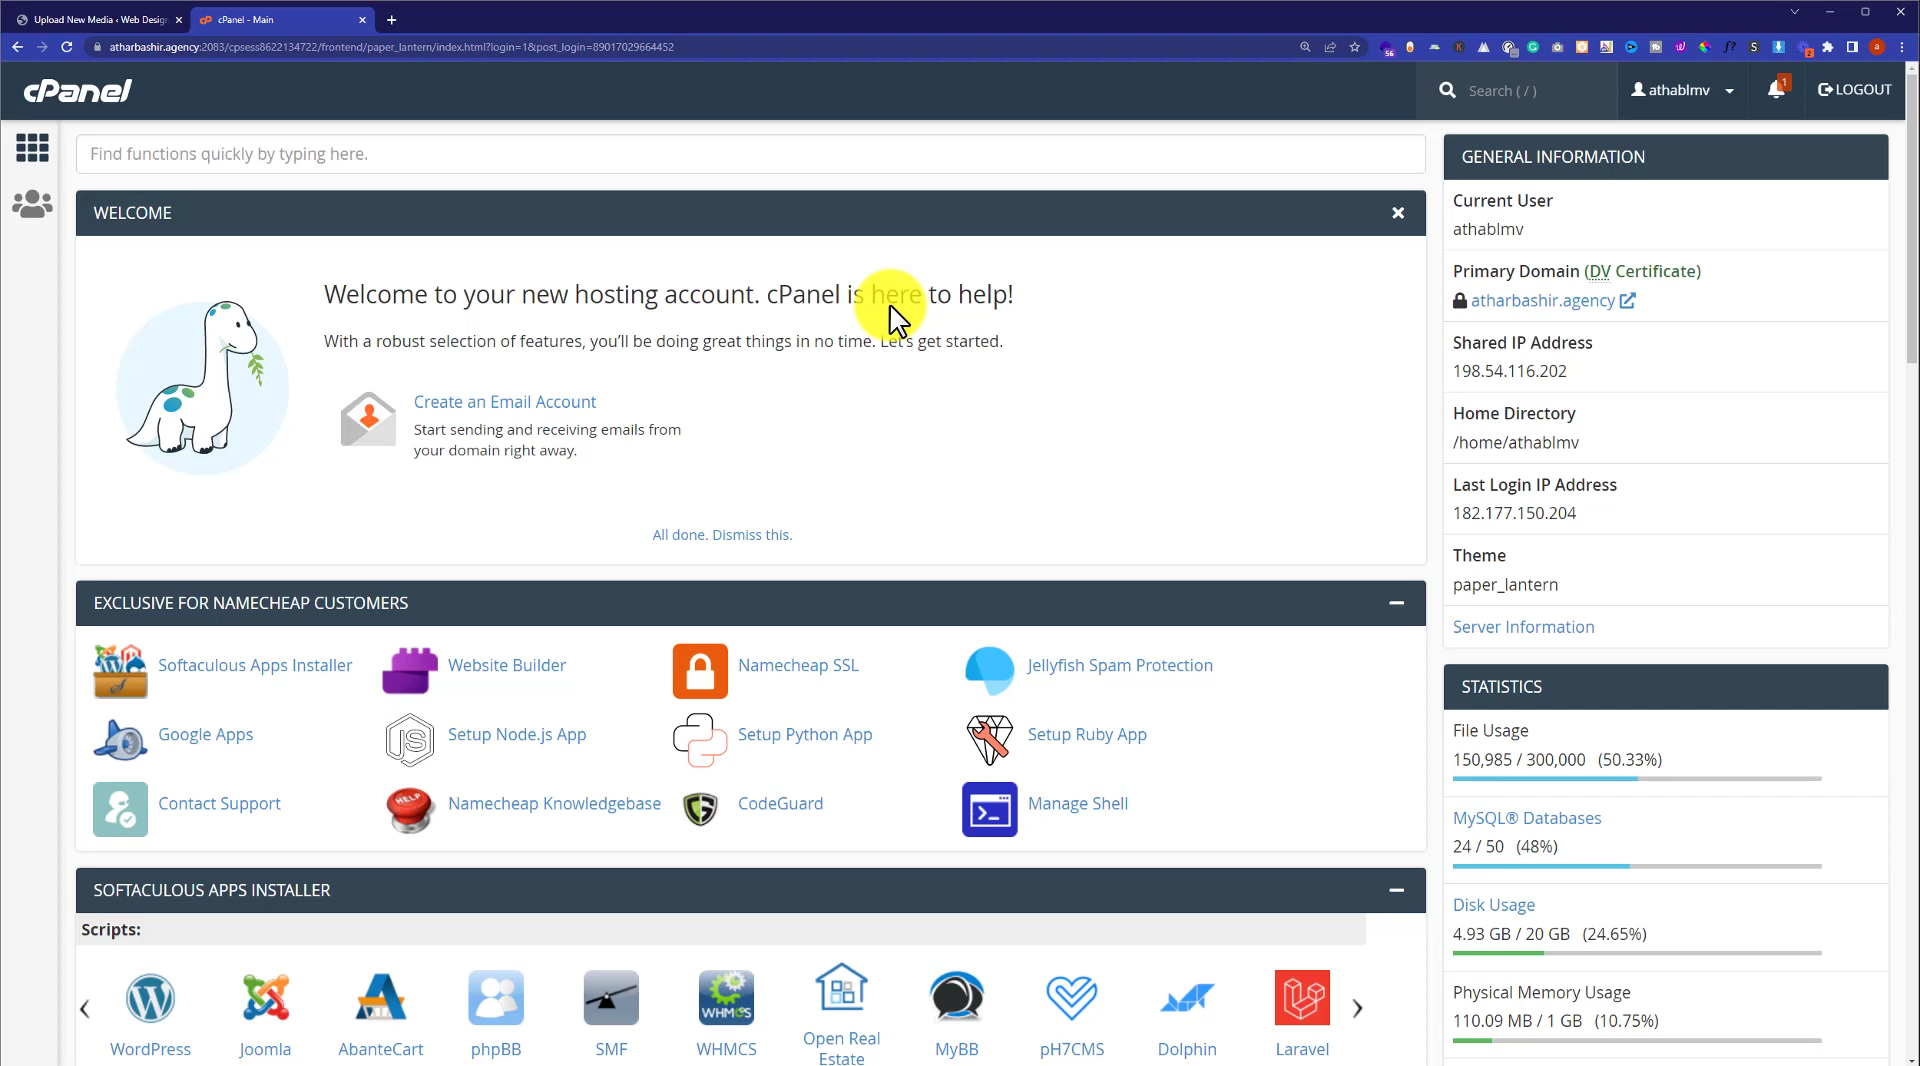 Upload New Media ‹ Web Desig
cPanel - Main
atharbashir.agency:2083/cpsess8622134722/frontend/paper_lantern/index.html?login=1&post_login=89017029664452
cPanel
Search ( / )
athablmv
1
LOGOUT
Find functions quickly by typing here.
WELCOME
Welcome to your new hosting account. cPanel is here to help!
With a robust selection of features, you’ll be doing great things in no time. Let’s get started.
Create an Email Account
Start sending and receiving emails from
your domain right away.
All done. Dismiss this.
EXCLUSIVE FOR NAMECHEAP CUSTOMERS
Softaculous Apps Installer
Website Builder
Namecheap SSL
Jellyfish Spam Protection
Google Apps
Setup Node.js App
Setup Python App
Setup Ruby App
Contact Support
HELP
Namecheap Knowledgebase
CodeGuard
Manage Shell
SOFTACULOUS APPS INSTALLER
Scripts:
WordPress
Joomla
AbanteCart
phpBB
SMF
WHMCS
WHMCS
Open Real
Estate
MyBB
pH7CMS
Dolphin
Laravel
GENERAL INFORMATION
Current User
athablmv
Primary Domain (DV Certificate)
atharbashir.agency
Shared IP Address
198.54.116.202
Home Directory
/home/athablmv
Last Login IP Address
182.177.150.204
Theme
paper_lantern
Server Information
STATISTICS
File Usage
150,985 / 300,000 (50.33%)
MySQL® Databases
24 / 50 (48%)
Disk Usage
4.93 GB / 20 GB (24.65%)
Physical Memory Usage
110.09 MB / 1 GB (10.75%)